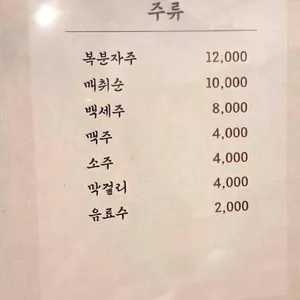 주류
복분자주 12,000
매취순 10,000
백세주 8,000
맥주 4,000
소주 4,000
막걸리 4,000
음료수 2,000